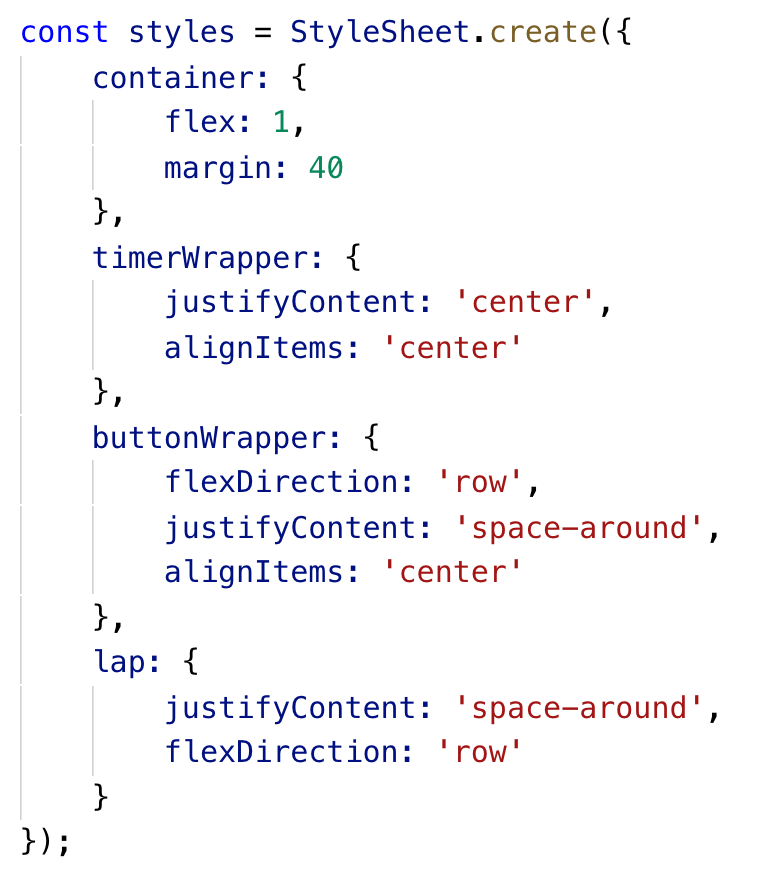 const styles = StyleSheet.create({
    container: {
        flex: 1,
        margin: 40
    },
    timerWrapper: {
        justifyContent: 'center',
        alignItems: 'center'
    },
    buttonWrapper: {
        flexDirection: 'row',
        justifyContent: 'space-around',
        alignItems: 'center'
    },
    lap: {
        justifyContent: 'space-around',
        flexDirection: 'row'
    }
});